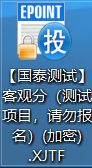 EPOINT
投
【国泰测试】
客观分（测试
项目，请勿报
名）(加密)
.XJTF